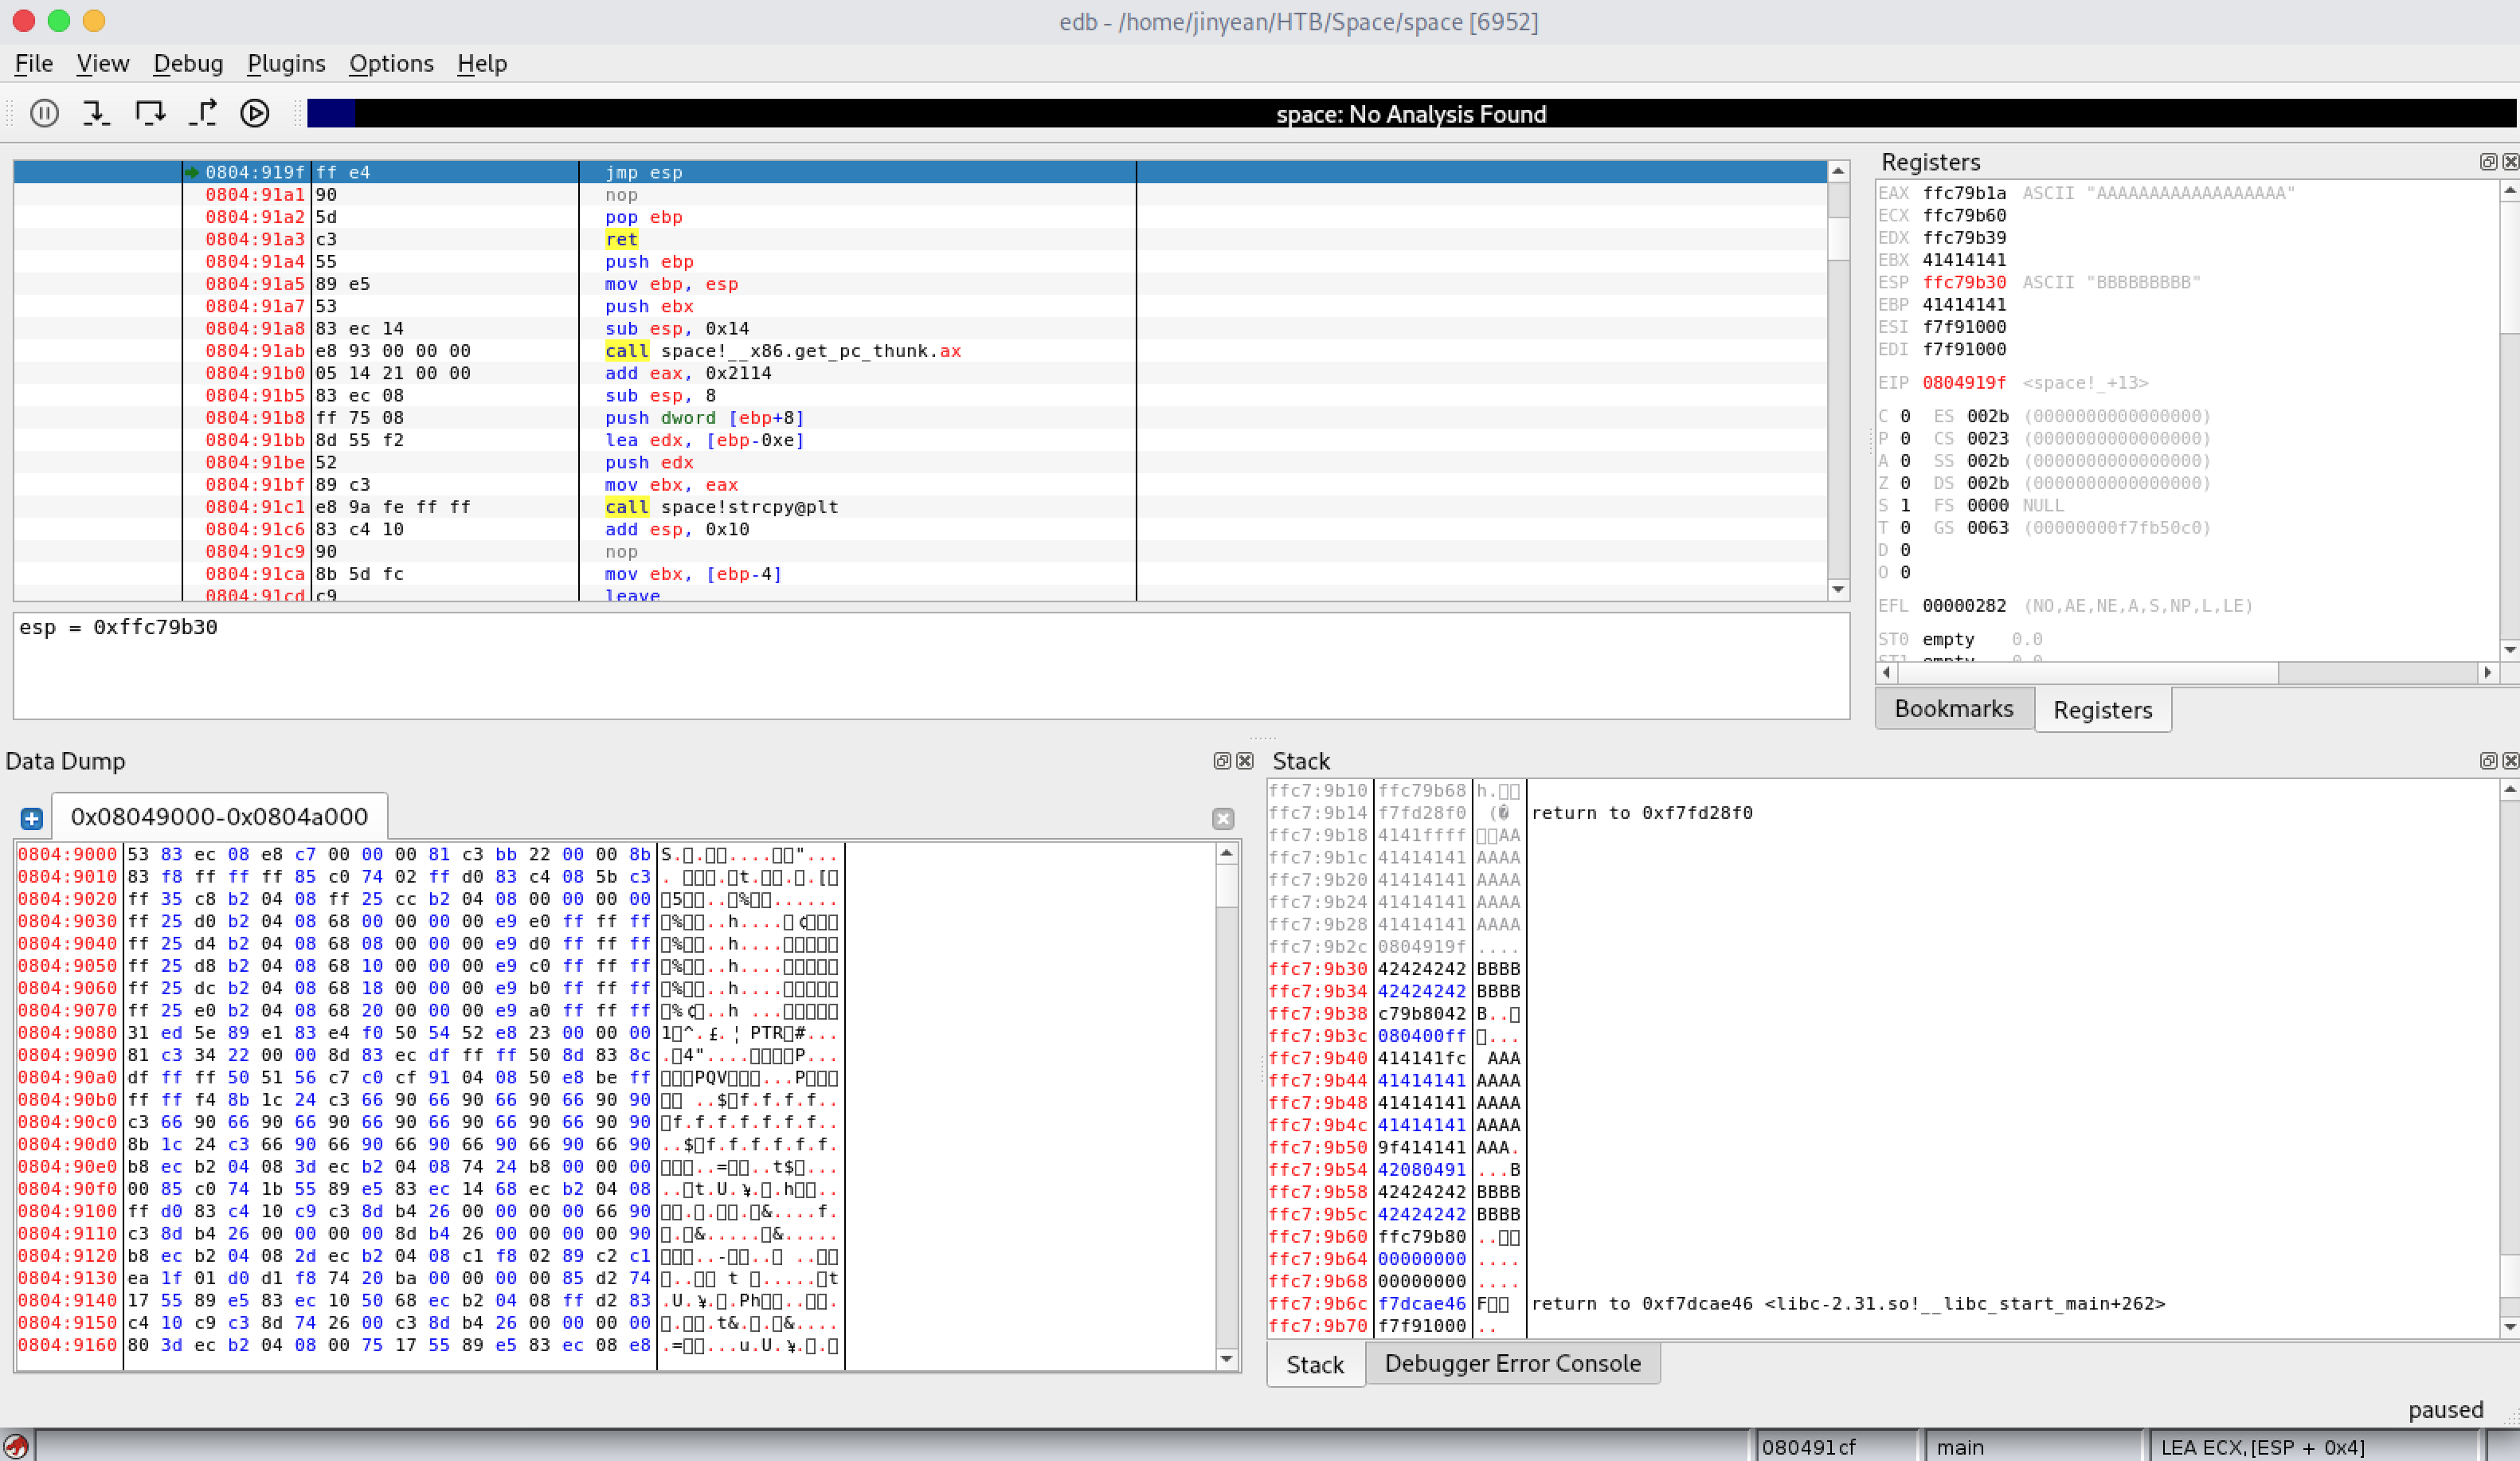 edb - /home/jinyean/HTB/Space/space [6952]
File View Debug Plugins Options Help
space: No Analysis Found
0804:919f ff e4 jmp esp
0804:91a1 90 nop
0804:91a2 5d pop ebp
0804:91a3 c3 ret
0804:91a4 55 push ebp
0804:91a5 89 e5 mov ebp, esp
0804:91a7 53 push ebx
0804:91a8 83 ec 14 sub esp, 0x14
0804:91ab e8 93 00 00 00 call space!__x86.get_pc_thunk.ax
0804:91b0 05 14 21 00 00 add eax, 0x2114
0804:91b5 83 ec 08 sub esp, 8
0804:91b8 ff 75 08 push dword [ebp+8]
0804:91bb 8d 55 f2 lea edx, [ebp-0xe]
0804:91be 52 push edx
0804:91bf 89 c3 mov ebx, eax
0804:91c1 e8 9a fe ff ff call space!strcpy@plt
0804:91c6 83 c4 10 add esp, 0x10
0804:91c9 90 nop
0804:91ca 8b 5d fc mov ebx, [ebp-4]
0804:91cd c9 leave
esp = 0xffc79b30
Registers
EAX ffc79b1a ASCII "AAAAAAAAAAAAAAAAAA"
ECX ffc79b60
EDX ffc79b39
EBX 41414141
ESP ffc79b30 ASCII "BBBBBBBBB"
EBP 41414141
ESI f7f91000
EDI f7f91000
EIP 0804919f <space!_+13>
C 0 ES 002b (0000000000000000)
P 0 CS 0023 (0000000000000000)
A 0 SS 002b (0000000000000000)
Z 0 DS 002b (0000000000000000)
S 1 FS 0000 NULL
T 0 GS 0063 (00000000f7fb50c0)
D 0
O 0
EFL 00000282 (NO,AE,NE,A,S,NP,L,LE)
ST0 empty 0.0
ST1 empty 0.0
Bookmarks Registers
Data Dump
0x08049000-0x0804a000
0804:9000 53 83 ec 08 e8 c7 00 00 00 81 c3 bb 22 00 00 8b
0804:9010 83 f8 ff ff ff 85 c0 74 02 ff d0 83 c4 08 5b c3
0804:9020 ff 35 c8 b2 04 08 ff 25 cc b2 04 08 00 00 00 00
0804:9030 ff 25 d0 b2 04 08 68 00 00 00 00 e9 e0 ff ff ff
0804:9040 ff 25 d4 b2 04 08 68 08 00 00 00 e9 d0 ff ff ff
0804:9050 ff 25 d8 b2 04 08 68 10 00 00 00 e9 c0 ff ff ff
0804:9060 ff 25 dc b2 04 08 68 18 00 00 00 e9 b0 ff ff ff
0804:9070 ff 25 e0 b2 04 08 68 20 00 00 00 e9 a0 ff ff ff
0804:9080 31 ed 5e 89 e1 83 e4 f0 50 54 52 e8 23 00 00 00
0804:9090 81 c3 34 22 00 00 8d 83 ec df ff ff 50 8d 83 8c
0804:90a0 df ff ff 50 51 56 c7 c0 cf 91 04 08 50 e8 be ff
0804:90b0 ff ff f4 8b 1c 24 c3 66 90 66 90 66 90 66 90 90
0804:90c0 c3 66 90 66 90 66 90 66 90 66 90 66 90 66 90 90
0804:90d0 8b 1c 24 c3 66 90 66 90 66 90 66 90 66 90 66 90
0804:90e0 b8 ec b2 04 08 3d ec b2 04 08 74 24 b8 00 00 00
0804:90f0 00 85 c0 74 1b 55 89 e5 83 ec 14 68 ec b2 04 08
0804:9100 ff d0 83 c4 10 c9 c3 8d b4 26 00 00 00 00 66 90
0804:9110 c3 8d b4 26 00 00 00 00 8d b4 26 00 00 00 00 90
0804:9120 b8 ec b2 04 08 2d ec b2 04 08 c1 f8 02 89 c2 c1
0804:9130 ea 1f 01 d0 d1 f8 74 20 ba 00 00 00 00 85 d2 74
0804:9140 17 55 89 e5 83 ec 10 50 68 ec b2 04 08 ff d2 83
0804:9150 c4 10 c9 c3 8d 74 26 00 c3 8d b4 26 00 00 00 00
0804:9160 80 3d ec b2 04 08 00 75 17 55 89 e5 83 ec 08 e8
Stack
ffc7:9b10 ffc79b68
ffc7:9b14 f7fd28f0 return to 0xf7fd28f0
ffc7:9b18 4141ffff AA
ffc7:9b1c 41414141 AAAA
ffc7:9b20 41414141 AAAA
ffc7:9b24 41414141 AAAA
ffc7:9b28 41414141 AAAA
ffc7:9b2c 0804919f ....
ffc7:9b30 42424242 BBBB
ffc7:9b34 42424242 BBBB
ffc7:9b38 c79b8042 B..
ffc7:9b3c 080400ff ...
ffc7:9b40 414141fc AAA
ffc7:9b44 41414141 AAAA
ffc7:9b48 41414141 AAAA
ffc7:9b4c 41414141 AAAA
ffc7:9b50 9f414141 AAA.
ffc7:9b54 42080491 ...B
ffc7:9b58 42424242 BBBB
ffc7:9b5c 42424242 BBBB
ffc7:9b60 ffc79b80 ..
ffc7:9b64 00000000 ....
ffc7:9b68 00000000 ....
ffc7:9b6c f7dcae46 F return to 0xf7dcae46 <libc-2.31.so!__libc_start_main+262>
ffc7:9b70 f7f91000 ..
Stack Debugger Error Console
paused
080491cf main LEA ECX,[ESP + 0x4]